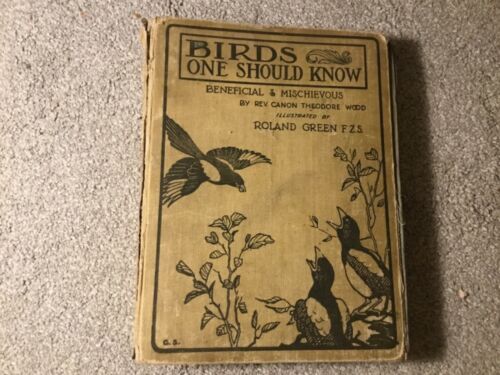 BIRDS
ONE SHOULD KNOW
BENEFICIAL & MISCHIEVOUS
BY REV. CANON THEODORE WOOD
ILLUSTRATED BY
ROLAND GREEN F.Z.S.
G. S.